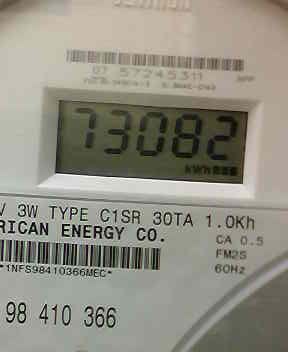 07 57245311
73082
kWh
V 3W TYPE C1SR 30TA 1.0Kh
RICAN ENERGY CO.
CA 0.5
FM2S
60Hz
*1NFS98410366MEC*
98 410 366